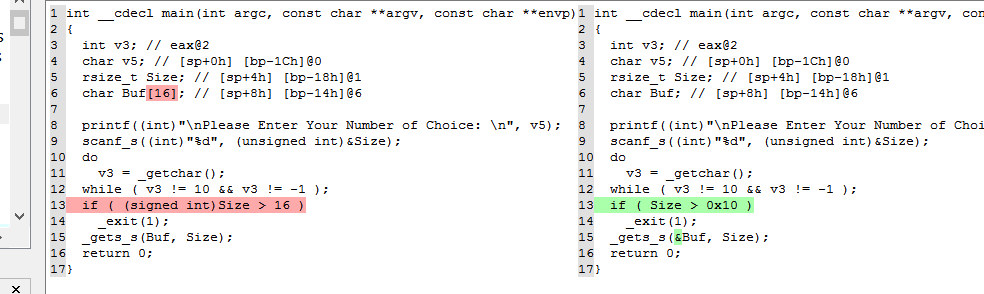 1 int __cdecl main(int argc, const char **argv, const char **envp)
2 {
3   int v3; // eax@2
4   char v5; // [sp+0h] [bp-1Ch]@0
5   rsize_t Size; // [sp+4h] [bp-18h]@1
6   char Buf[16]; // [sp+8h] [bp-14h]@6
7
8   printf((int)"\nPlease Enter Your Number of Choice: \n", v5);
9   scanf_s((int)"%d", (unsigned int)&Size);
10   do
11     v3 = _getchar();
12   while ( v3 != 10 && v3 != -1 );
13   if ( (signed int)Size > 16 )
14     _exit(1);
15   _gets_s(Buf, Size);
16   return 0;
17 }
1 int __cdecl main(int argc, const char **argv, con
2 {
3   int v3; // eax@2
4   char v5; // [sp+0h] [bp-1Ch]@0
5   rsize_t Size; // [sp+4h] [bp-18h]@1
6   char Buf; // [sp+8h] [bp-14h]@6
7
8   printf((int)"\nPlease Enter Your Number of Choi
9   scanf_s((int)"%d", (unsigned int)&Size);
10   do
11     v3 = _getchar();
12   while ( v3 != 10 && v3 != -1 );
13   if ( Size > 0x10 )
14     _exit(1);
15   _gets_s(&Buf, Size);
16   return 0;
17 }